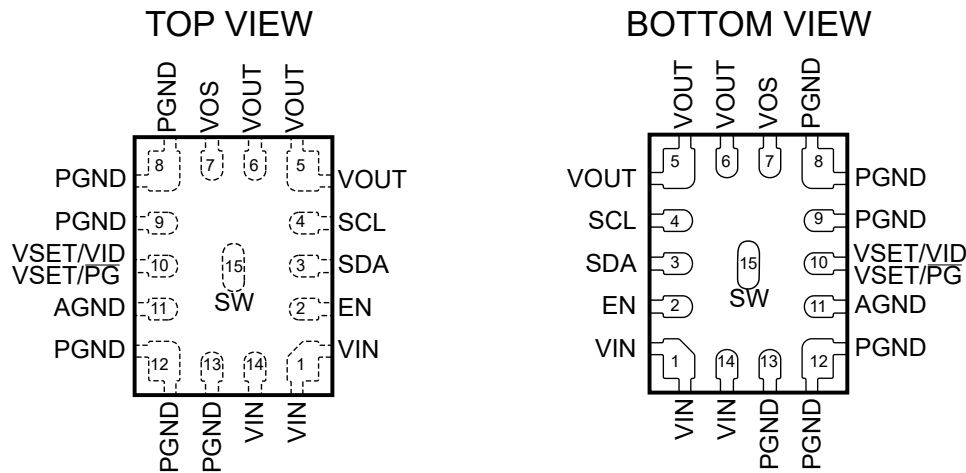 TOP VIEW
PGND
VOS
VOUT
VOUT
8
7
6
5
PGND
VOUT
PGND
9
4
SCL
VSET/VID
VSET/PG
10
15
3
SDA
SW
AGND
11
2
EN
PGND
12
13
14
1
VIN
PGND
PGND
VIN
VIN
BOTTOM VIEW
VOUT
VOUT
VOS
PGND
5
6
7
8
VOUT
PGND
SCL
4
9
PGND
SDA
3
15
10
VSET/VID
VSET/PG
SW
EN
2
11
AGND
VIN
1
14
13
12
PGND
VIN
VIN
PGND
PGND